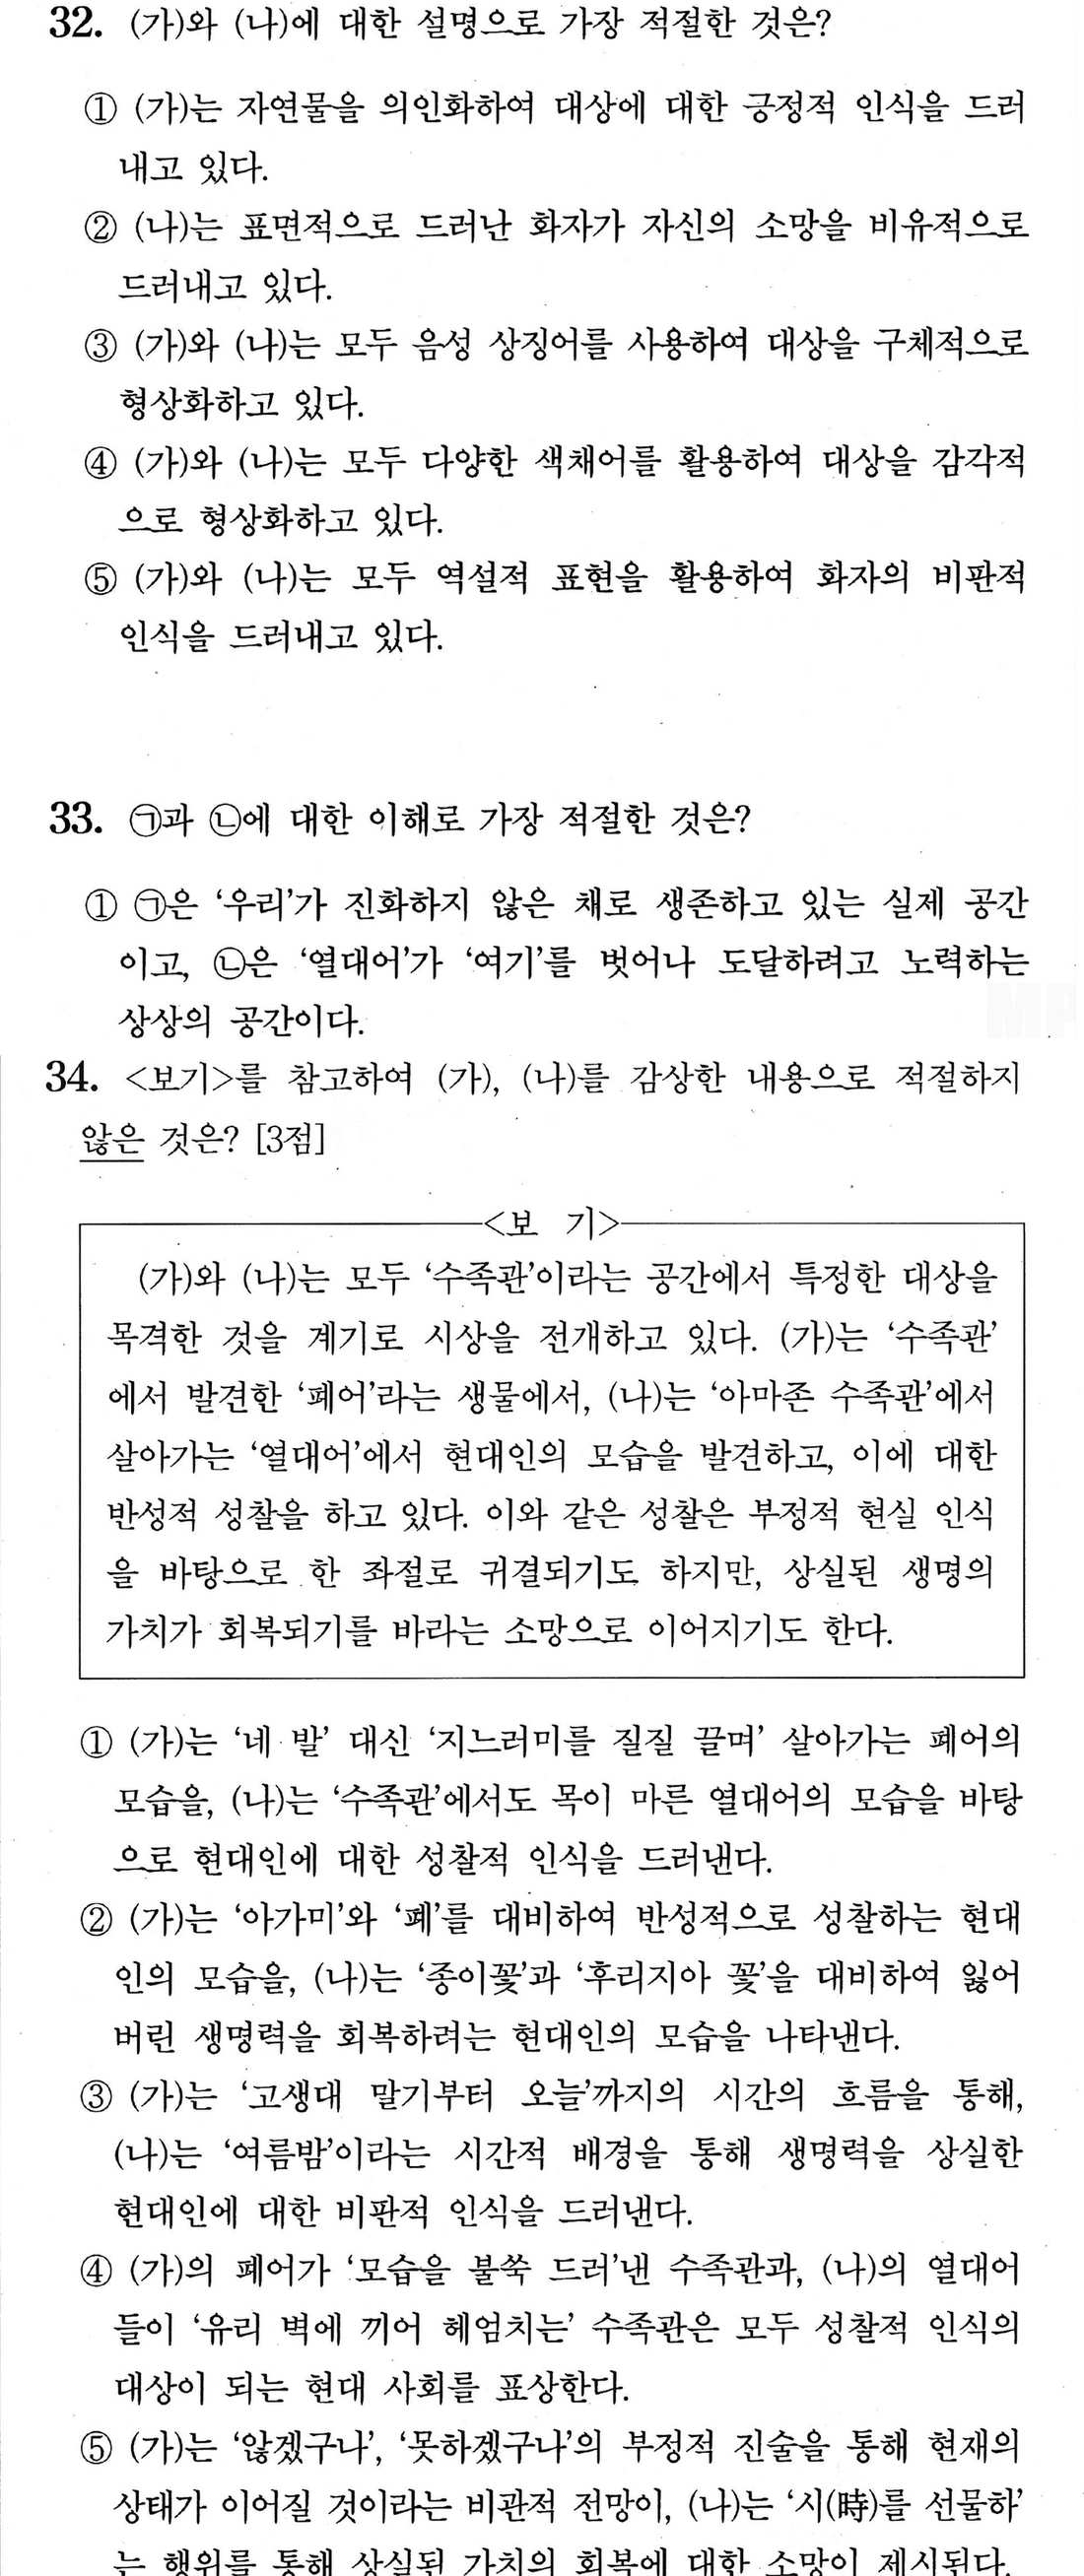 32. (가)와 (나)에 대한 설명으로 가장 적절한 것은?
① (가)는 자연물을 의인화하여 대상에 대한 긍정적 인식을 드러
내고 있다.
② (나)는 표면적으로 드러난 화자가 자신의 소망을 비유적으로
드러내고 있다.
③ (가)와 (나)는 모두 음성 상징어를 사용하여 대상을 구체적으로
형상화하고 있다.
④ (가)와 (나)는 모두 다양한 색채어를 활용하여 대상을 감각적
으로 형상화하고 있다.
⑤ (가)와 (나)는 모두 역설적 표현을 활용하여 화자의 비판적
인식을 드러내고 있다.
33. ㉠과 ㉡에 대한 이해로 가장 적절한 것은?
① ㉠은 ‘우리’가 진화하지 않은 채로 생존하고 있는 실제 공간
이고, ㉡은 ‘열대어’가 ‘여기’를 벗어나 도달하려고 노력하는
상상의 공간이다.
34. <보기>를 참고하여 (가), (나)를 감상한 내용으로 적절하지
않은 것은? [3점]
<보 기>
(가)와 (나)는 모두 ‘수족관’이라는 공간에서 특정한 대상을
목격한 것을 계기로 시상을 전개하고 있다. (가)는 ‘수족관’
에서 발견한 ‘폐어’라는 생물에서, (나)는 ‘아마존 수족관’에서
살아가는 ‘열대어’에서 현대인의 모습을 발견하고, 이에 대한
반성적 성찰을 하고 있다. 이와 같은 성찰은 부정적 현실 인식
을 바탕으로 한 좌절로 귀결되기도 하지만, 상실된 생명의
가치가 회복되기를 바라는 소망으로 이어지기도 한다.
① (가)는 ‘네 발’ 대신 ‘지느러미를 질질 끌며’ 살아가는 폐어의
모습을, (나)는 ‘수족관’에서도 목이 마른 열대어의 모습을 바탕
으로 현대인에 대한 성찰적 인식을 드러낸다.
② (가)는 ‘아가미’와 ‘폐’를 대비하여 반성적으로 성찰하는 현대
인의 모습을, (나)는 ‘종이꽃’과 ‘후리지아 꽃’을 대비하여 잃어
버린 생명력을 회복하려는 현대인의 모습을 나타낸다.
③ (가)는 ‘고생대 말기부터 오늘’까지의 시간의 흐름을 통해,
(나)는 ‘여름밤’이라는 시간적 배경을 통해 생명력을 상실한
현대인에 대한 비판적 인식을 드러낸다.
④ (가)의 폐어가 ‘모습을 불쑥 드러’낸 수족관과, (나)의 열대어
들이 ‘유리 벽에 끼어 헤엄치는’ 수족관은 모두 성찰적 인식의
대상이 되는 현대 사회를 표상한다.
⑤ (가)는 ‘않겠구나’, ‘못하겠구나’의 부정적 진술을 통해 현재의
상태가 이어질 것이라는 비관적 전망이, (나)는 ‘시(時)를 선물하’
는 행위를 통해 상실된 가치의 회복에 대한 소망이 제시된다.